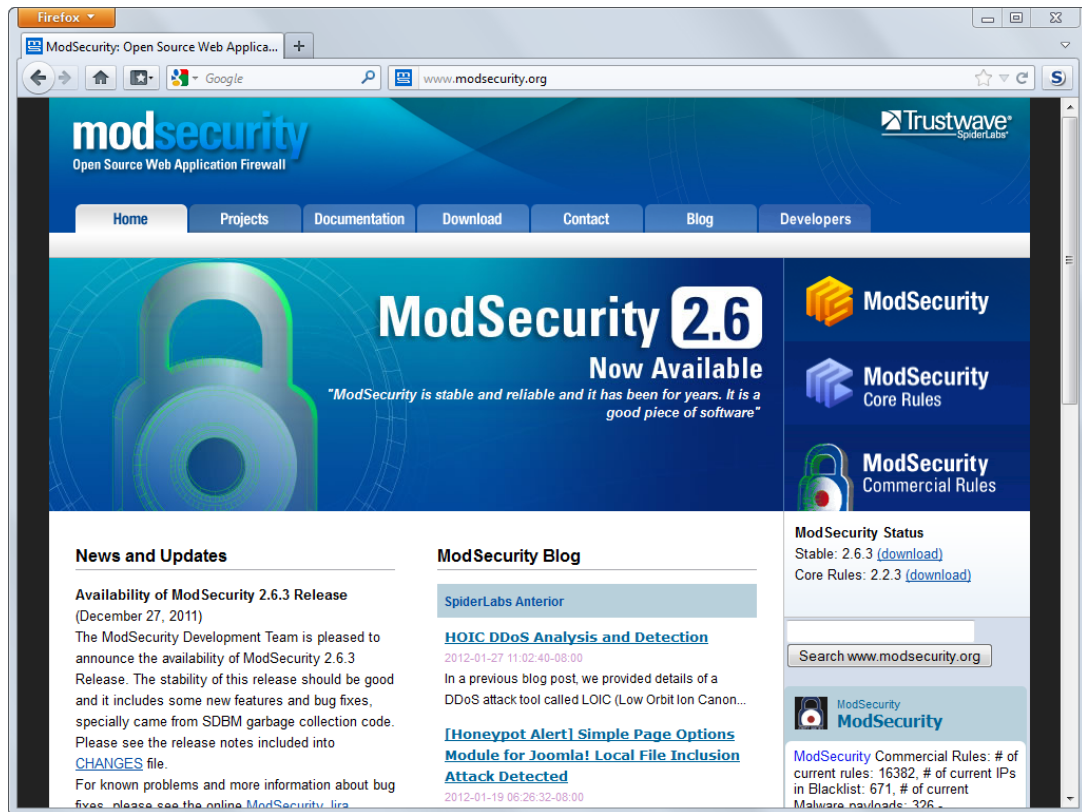 Firefox
ModSecurity: Open Source Web Applica...
Google
www.modsecurity.org
modsecurity
Open Source Web Application Firewall
Trustwave®
SpiderLabs®
Home
Projects
Documentation
Download
Contact
Blog
Developers
ModSecurity 2.6
Now Available
"ModSecurity is stable and reliable and it has been for years. It is a
good piece of software"
ModSecurity
ModSecurity
Core Rules
ModSecurity
Commercial Rules
News and Updates
Availability of ModSecurity 2.6.3 Release
(December 27, 2011)
The ModSecurity Development Team is pleased to
announce the availability of ModSecurity 2.6.3
Release. The stability of this release should be good
and it includes some new features and bug fixes,
specially came from SDBM garbage collection code.
Please see the release notes included into
CHANGES file.
For known problems and more information about bug
fixes, please see the online ModSecurity Jira
ModSecurity Blog
SpiderLabs Anterior
HOIC DDoS Analysis and Detection
2012-01-27 11:02:40-08:00
In a previous blog post, we provided details of a
DDoS attack tool called LOIC (Low Orbit Ion Canon...
[Honeypot Alert] Simple Page Options
Module for Joomla! Local File Inclusion
Attack Detected
2012-01-19 06:26:32-08:00
ModSecurity Status
Stable: 2.6.3 (download)
Core Rules: 2.2.3 (download)
Search www.modsecurity.org
ModSecurity
ModSecurity
ModSecurity Commercial Rules: # of
current rules: 16382, # of current IPs
in Blacklist: 671, # of current
Malware payloads: 326 -